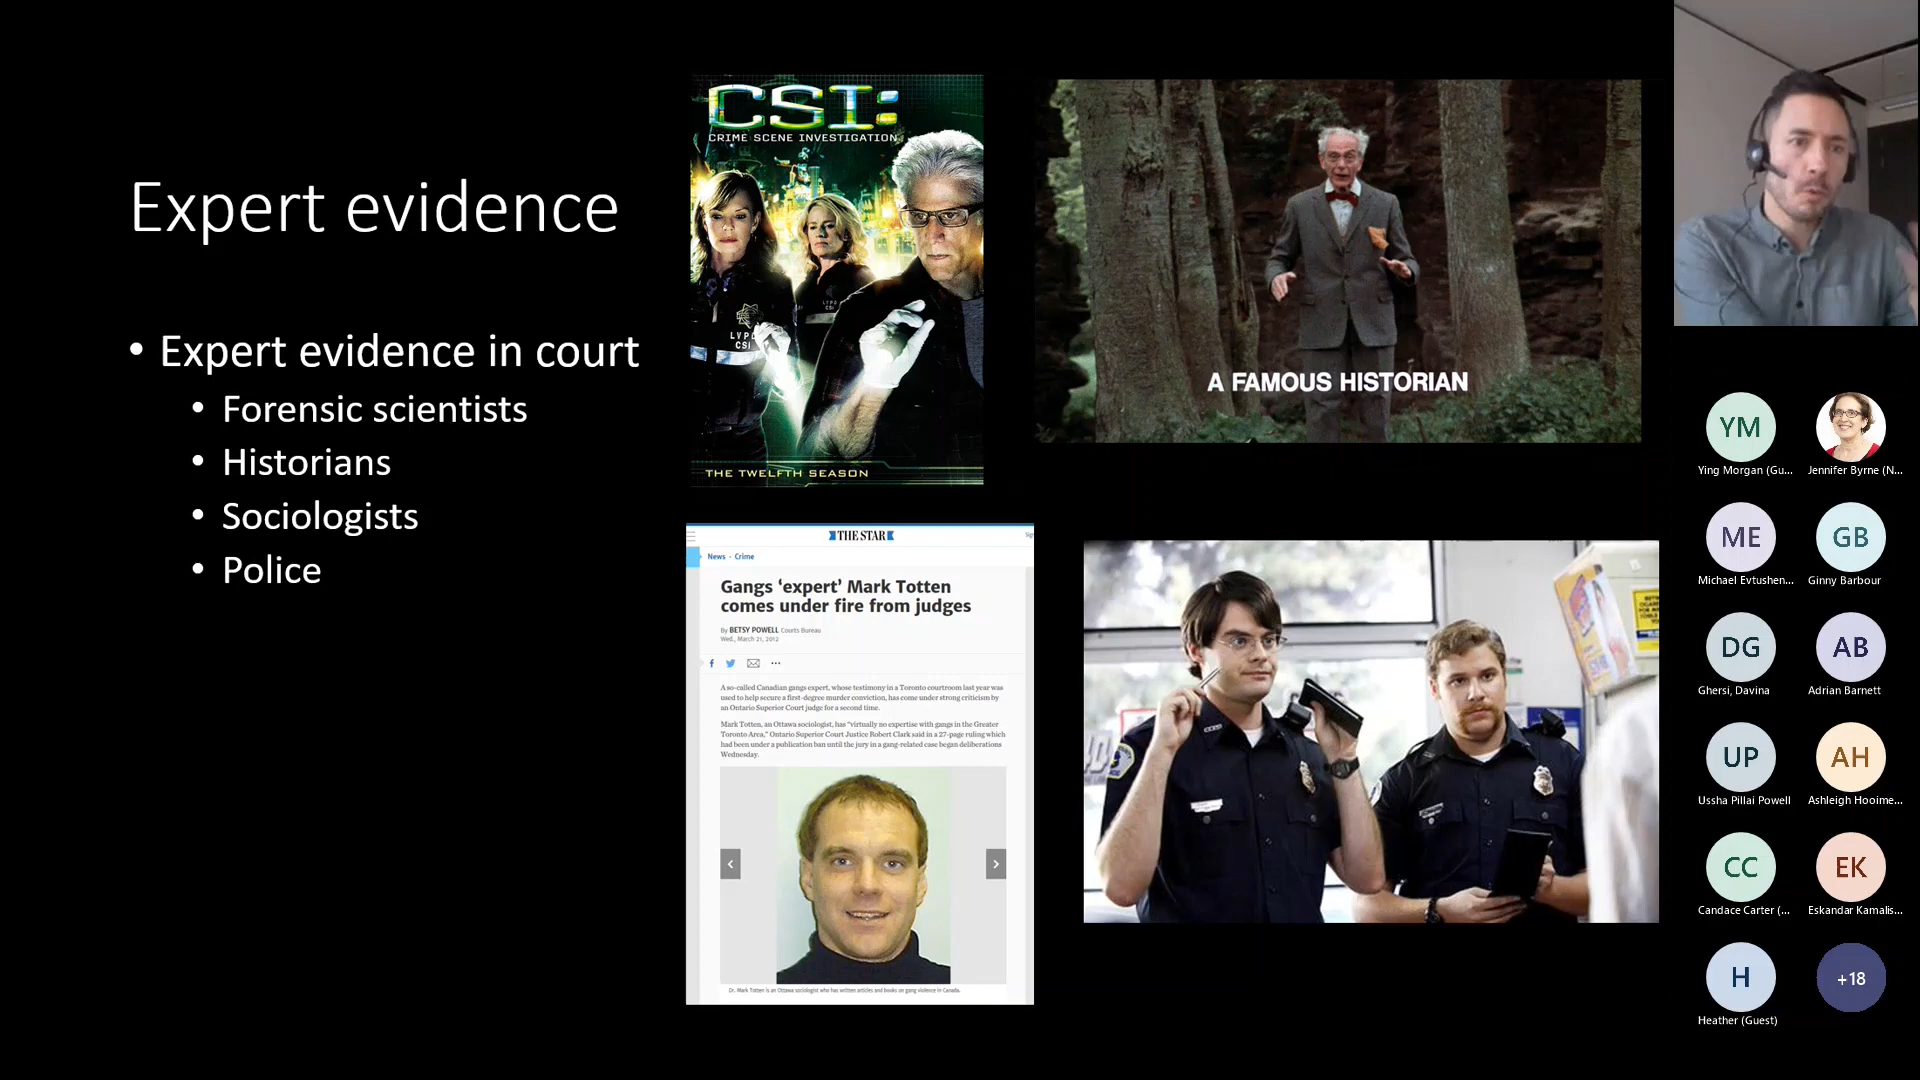 Expert evidence
• Expert evidence in court
• Forensic scientists
• Historians
• Sociologists
• Police
CSI:
CRIME SCENE INVESTIGATION
LVPD
CSI
THE TWELFTH SEASON
A FAMOUS HISTORIAN
THE STAR
News · Crime
Gangs ‘expert’ Mark Totten
comes under fire from judges
By BETSY POWELL Courts Bureau
Wed., March 21, 2012
A so-called Canadian gangs expert, whose testimony in a Toronto courtroom last year was
used to help secure a first-degree murder conviction, has come under strong criticism by
an Ontario Superior Court judge for a second time.
Mark Totten, an Ottawa sociologist, has “virtually no expertise with gangs in the Greater
Toronto Area,” Ontario Superior Court Justice Robert Clark said in a 27-page ruling which
had been under a publication ban until the jury in a gang-related case began deliberations
Wednesday.
Dr. Mark Totten is an Ottawa sociologist who has written articles and books on gang violence in Canada.
YM
Ying Morgan (Gu...
Jennifer Byrne (N...
ME
Michael Evtushen...
GB
Ginny Barbour
DG
Ghersi, Davina
AB
Adrian Barnett
UP
Ussha Pillai Powell
AH
Ashleigh Hooime...
CC
Candace Carter (...
EK
Eskandar Kamalis...
H
Heather (Guest)
+18